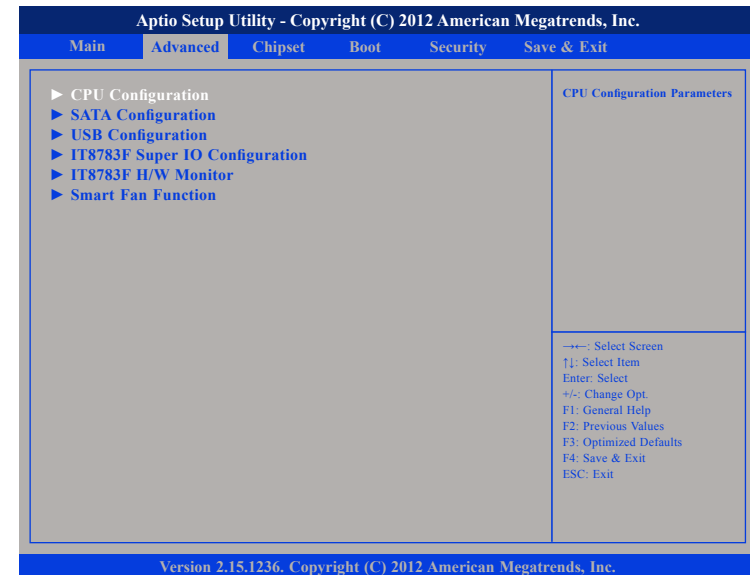 Aptio Setup Utility - Copyright (C) 2012 American Megatrends, Inc.
Main Advanced Chipset Boot Security Save & Exit
► CPU Configuration
► SATA Configuration
► USB Configuration
► IT8783F Super IO Configuration
► IT8783F H/W Monitor
► Smart Fan Function
CPU Configuration Parameters
→←: Select Screen
↑↓: Select Item
Enter: Select
+/-: Change Opt.
F1: General Help
F2: Previous Values
F3: Optimized Defaults
F4: Save & Exit
ESC: Exit
Version 2.15.1236. Copyright (C) 2012 American Megatrends, Inc.